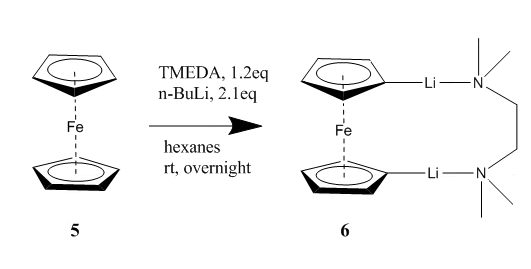 TMEDA, 1.2eq
n-BuLi, 2.1eq
hexanes
rt, overnight
Fe
5
Fe
Li
N
Li
N
6